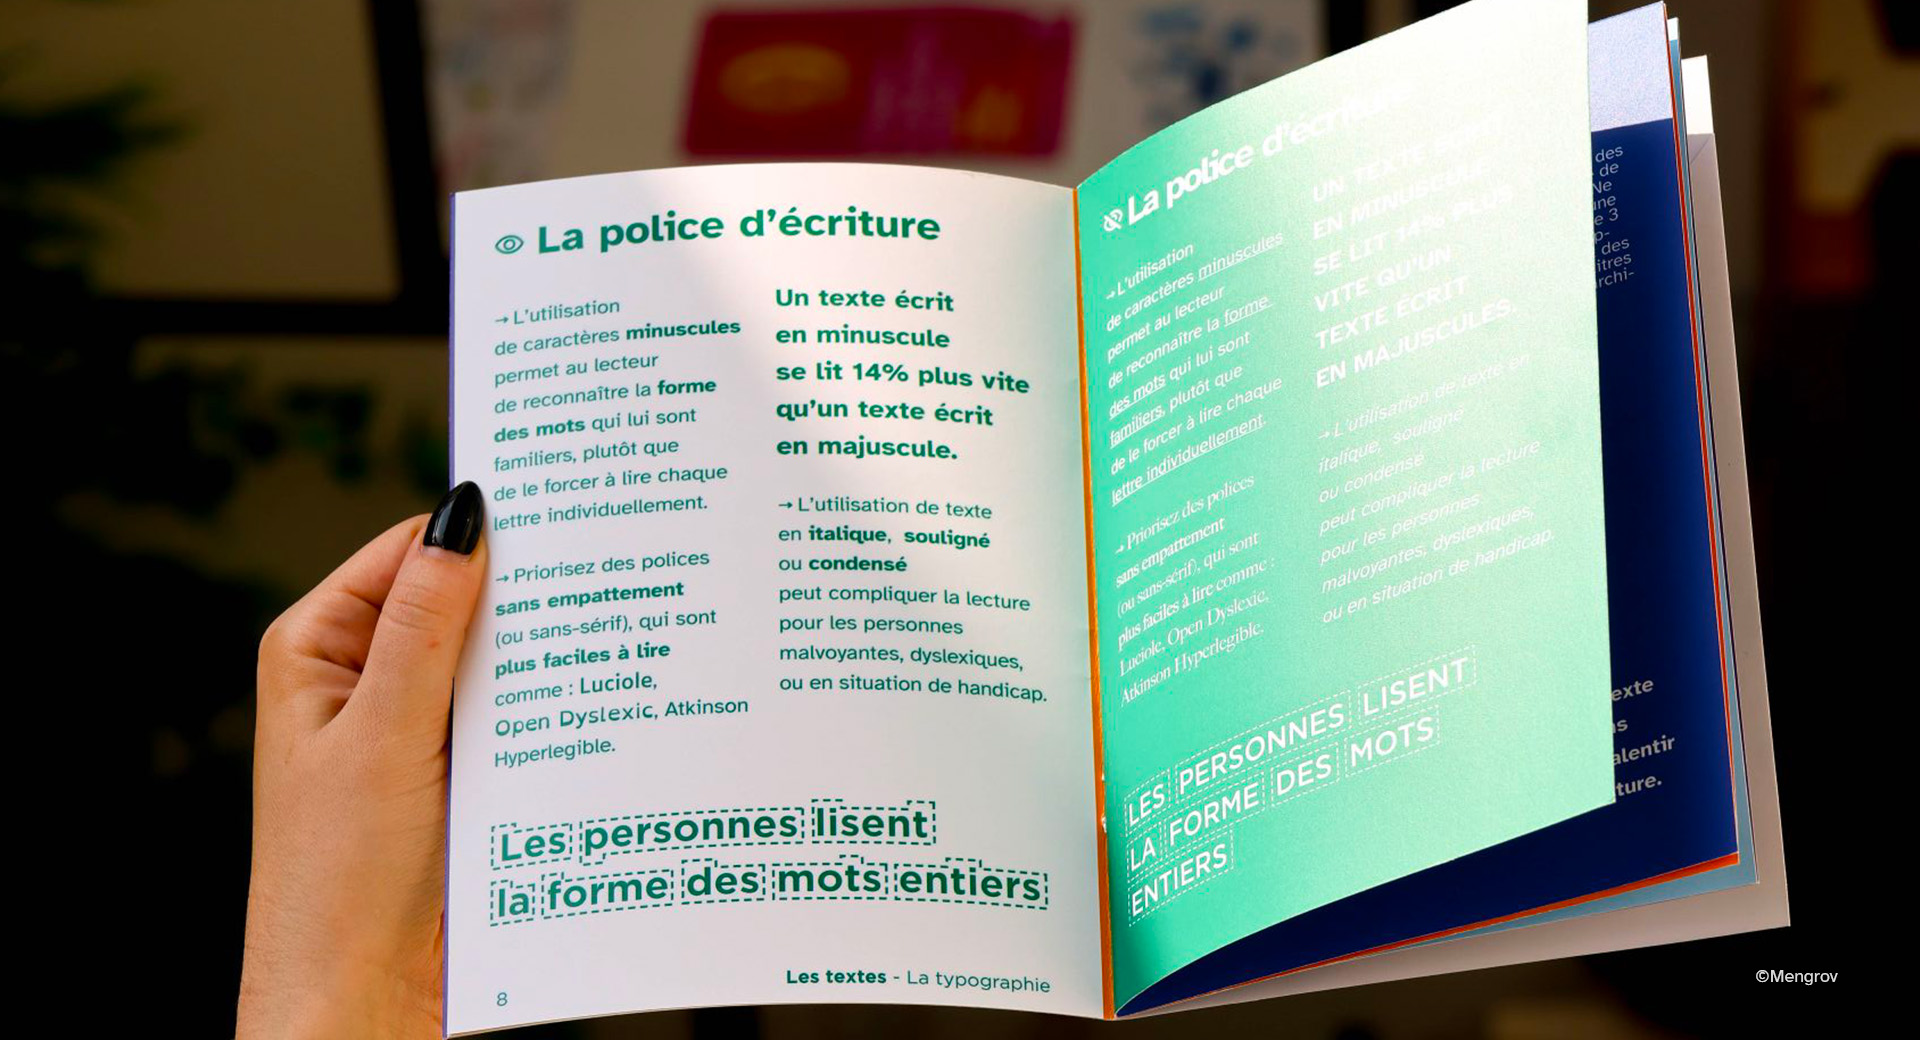 La police d’écriture
→ L’utilisation
de caractères minuscules
permet au lecteur
de reconnaître la forme
des mots qui lui sont
familiers, plutôt que
de le forcer à lire chaque
lettre individuellement.
→ Priorisez des polices
sans empattement
(ou sans-sérif), qui sont
plus faciles à lire
comme : Luciole,
Open Dyslexic, Atkinson
Hyperlegible.
Un texte écrit
en minuscule
se lit 14% plus vite
qu’un texte écrit
en majuscule.
→ L’utilisation de texte
en italique, souligné
ou condensé
peut compliquer la lecture
pour les personnes
malvoyantes, dyslexiques,
ou en situation de handicap.
Les personnes lisent
la forme des mots entiers
Les textes - La typographie
8
La police d’écriture
→ L’utilisation
de caractères minuscules
permet au lecteur
de reconnaître la forme
des mots qui lui sont
familiers, plutôt que
de le forcer à lire chaque
lettre individuellement.
→ Priorisez des polices
sans empattement
(ou sans-sérif), qui sont
plus faciles à lire comme :
Luciole, Open Dyslexic,
Atkinson Hyperlegible.
UN TEXTE ÉCRIT
EN MINUSCULE
SE LIT 14% PLUS
VITE QU’UN
TEXTE ÉCRIT
EN MAJUSCULES.
→ L’utilisation de texte en
italique, souligné
ou condensé
peut compliquer la lecture
pour les personnes
malvoyantes, dyslexiques,
ou en situation de handicap.
LES PERSONNES LISENT
LA FORME DES MOTS
ENTIERS
des
de
Ne
©Mengrov